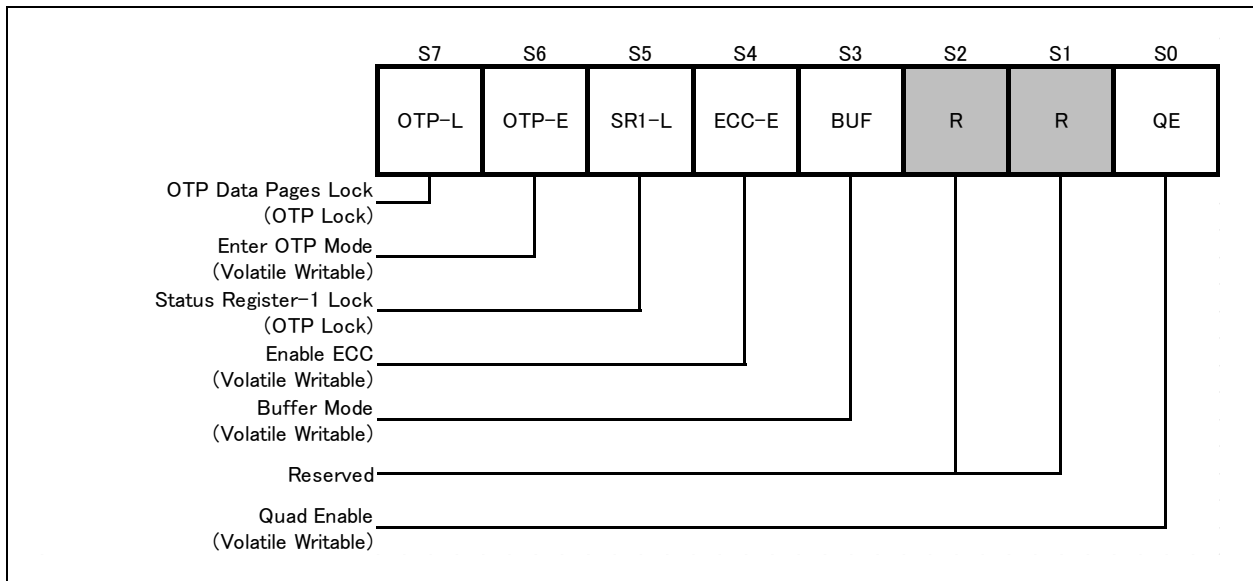 S7 S6 S5 S4 S3 S2 S1 S0
OTP-L OTP-E SR1-L ECC-E BUF R R QE
OTP Data Pages Lock
(OTP Lock)
Enter OTP Mode
(Volatile Writable)
Status Register-1 Lock
(OTP Lock)
Enable ECC
(Volatile Writable)
Buffer Mode
(Volatile Writable)
Reserved
Quad Enable
(Volatile Writable)